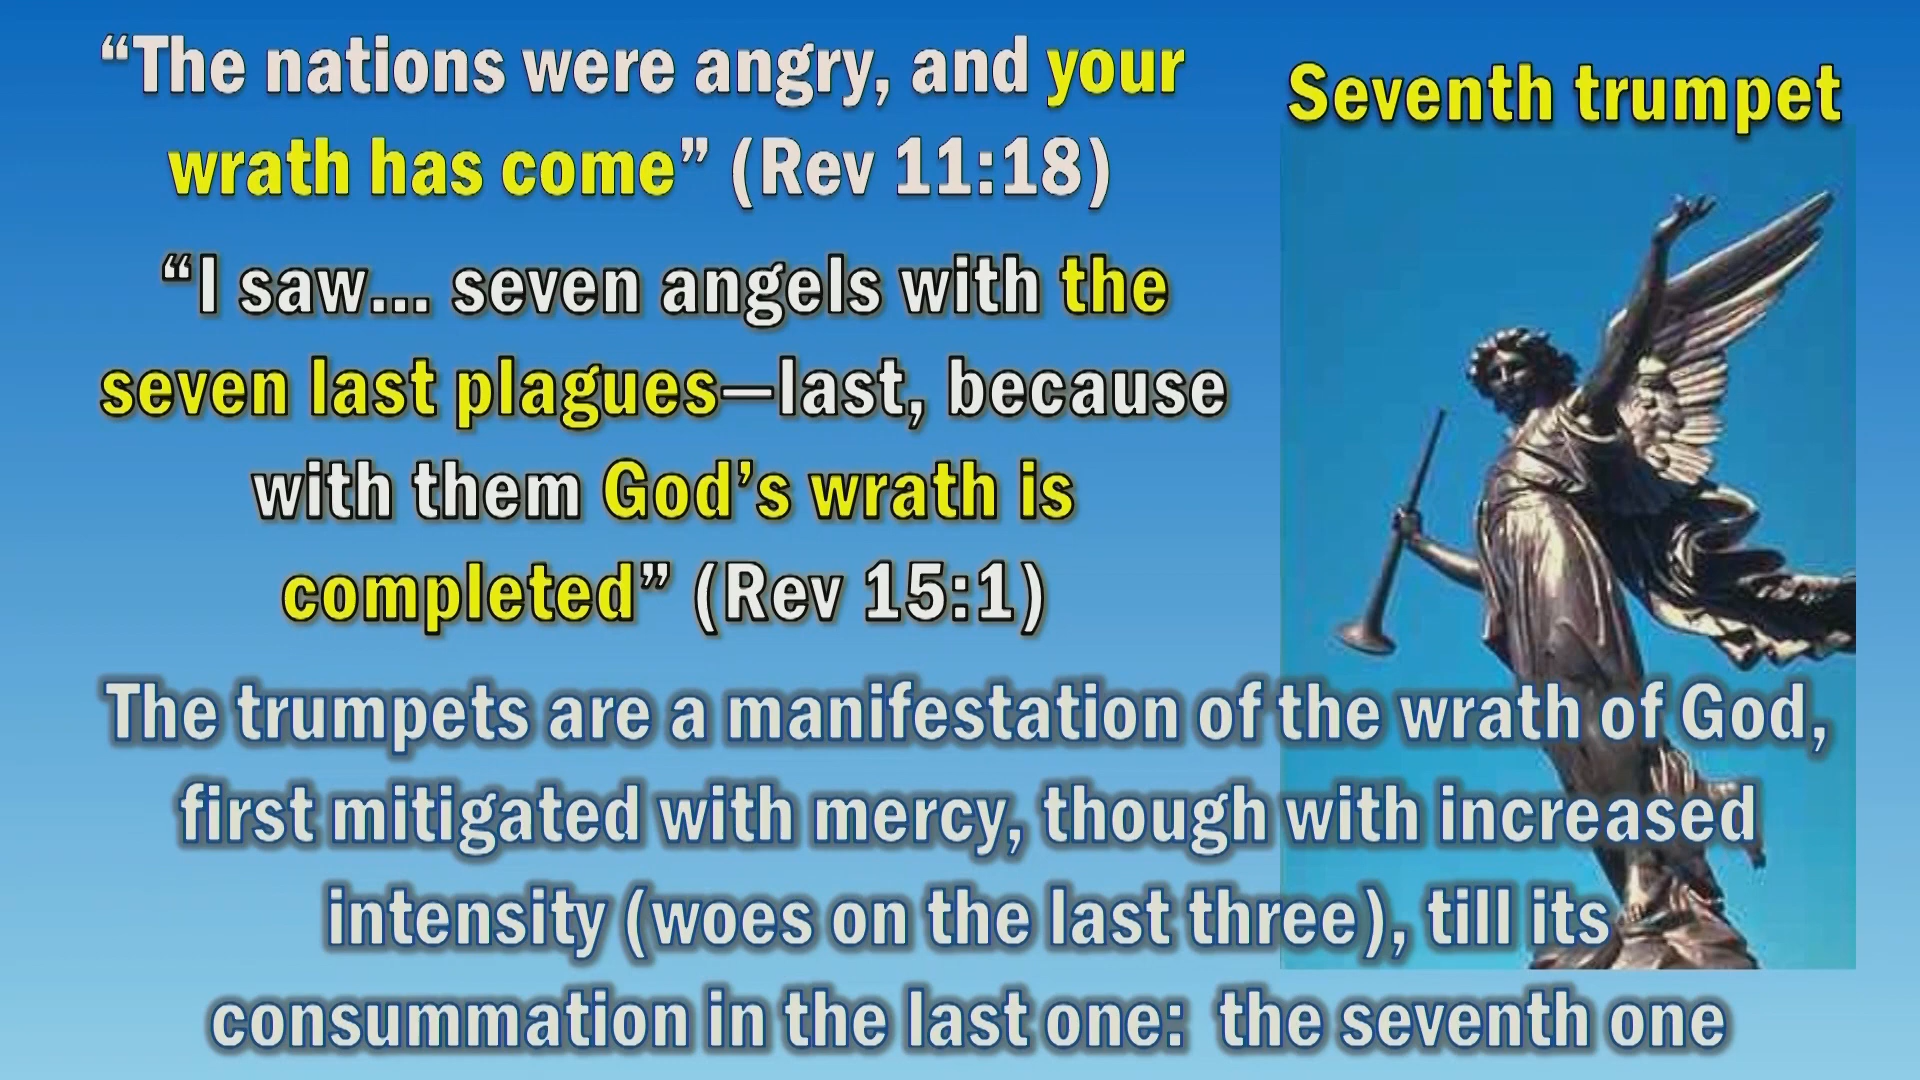 “The nations were angry, and your
wrath has come” (Rev 11:18)
Seventh trumpet
“I saw... seven angels with the
seven last plagues—last, because
with them God’s wrath is
completed” (Rev 15:1)
The trumpets are a manifestation of the wrath of God,
first mitigated with mercy, though with increased
intensity (woes on the last three), till its
consummation in the last one:  the seventh one